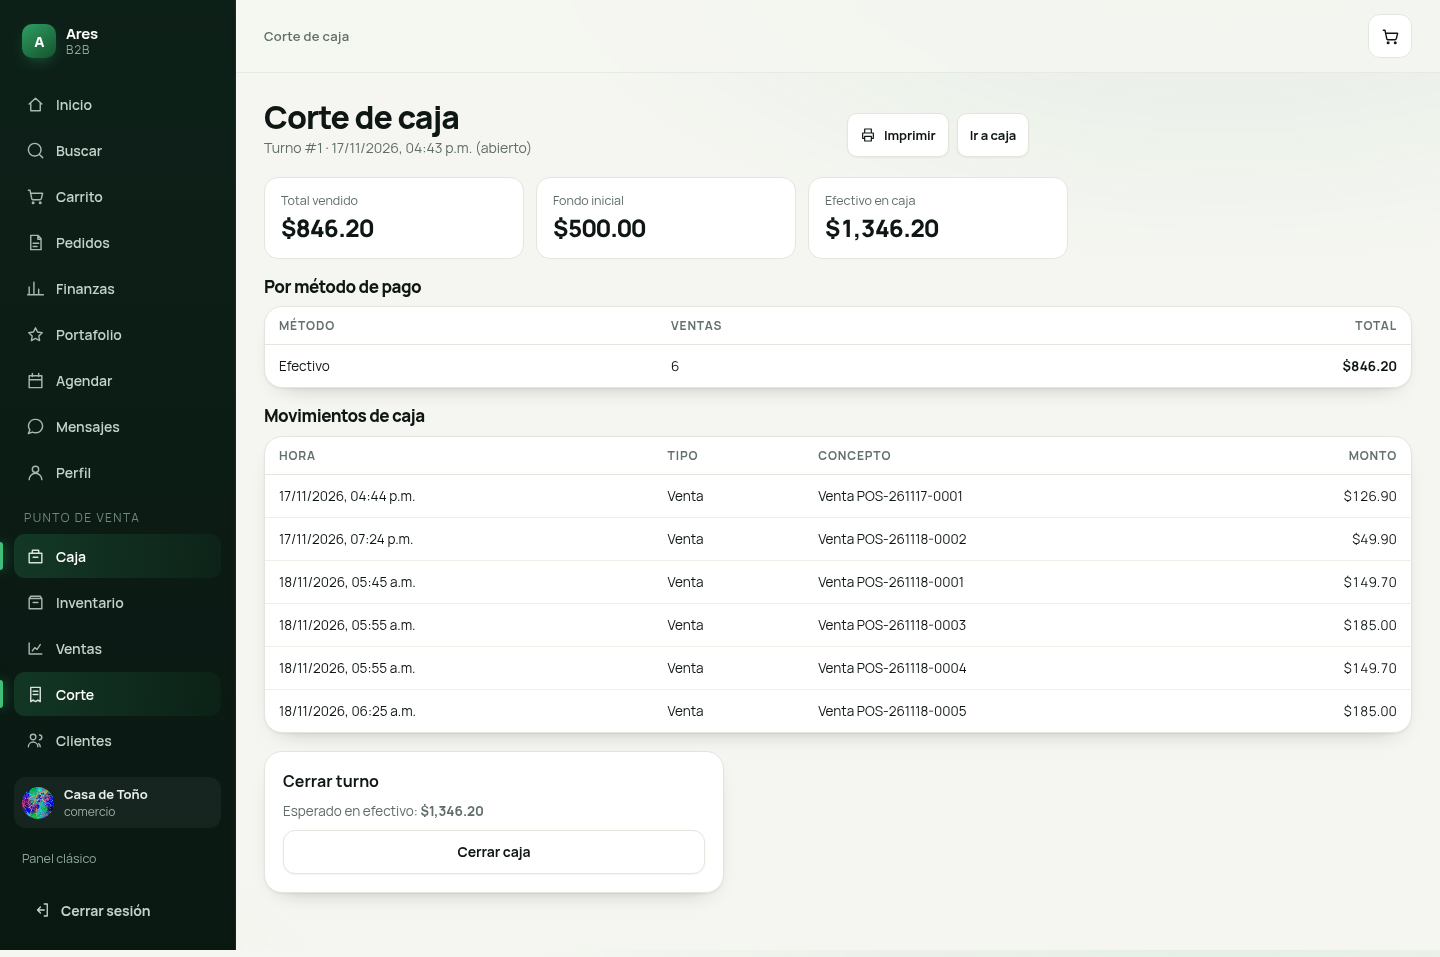 A
Ares
B2B
Inicio
Buscar
Carrito
Pedidos
Finanzas
Portafolio
Agendar
Mensajes
Perfil
PUNTO DE VENTA
Caja
Inventario
Ventas
Corte
Clientes
Casa de Toño
comercio
Panel clásico
Cerrar sesión
Corte de caja
Corte de caja
Turno #1 · 17/11/2026, 04:43 p.m. (abierto)
Imprimir
Ir a caja
Total vendido
$846.20
Fondo inicial
$500.00
Efectivo en caja
$1,346.20
Por método de pago
MÉTODO VENTAS TOTAL
Efectivo 6 $846.20
Movimientos de caja
HORA TIPO CONCEPTO MONTO
17/11/2026, 04:44 p.m. Venta Venta POS-261117-0001 $126.90
17/11/2026, 07:24 p.m. Venta Venta POS-261118-0002 $49.90
18/11/2026, 05:45 a.m. Venta Venta POS-261118-0001 $149.70
18/11/2026, 05:55 a.m. Venta Venta POS-261118-0003 $185.00
18/11/2026, 05:55 a.m. Venta Venta POS-261118-0004 $149.70
18/11/2026, 06:25 a.m. Venta Venta POS-261118-0005 $185.00
Cerrar turno
Esperado en efectivo: $1,346.20
Cerrar caja